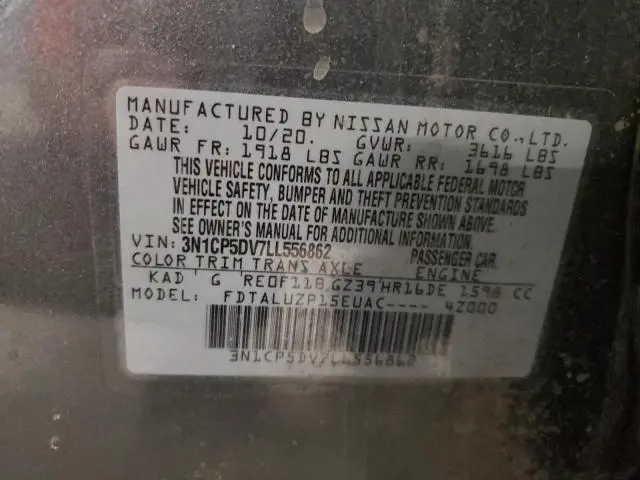 MANUFACTURED BY NISSAN MOTOR CO.,LTD.
DATE: 10/20. GVWR: 3616 LBS
GAWR FR: 1918 LBS GAWR RR: 1698 LBS
THIS VEHICLE CONFORMS TO ALL APPLICABLE FEDERAL MOTOR
VEHICLE SAFETY, BUMPER AND THEFT PREVENTION STANDARDS
IN EFFECT ON THE DATE OF MANUFACTURE SHOWN ABOVE.
SEE OWNER'S MANUAL FOR ADDITIONAL INFORMATION
VIN: 3N1CP5DV7LL556862 PASSENGER CAR.
COLOR TRIM TRANS AXLE ENGINE
KAD G RE0F11B,GZ39 HR16DE 1598 CC
MODEL: FDTALUZP15EUAC---- 4Z000
3N1CP5DV7LL556862